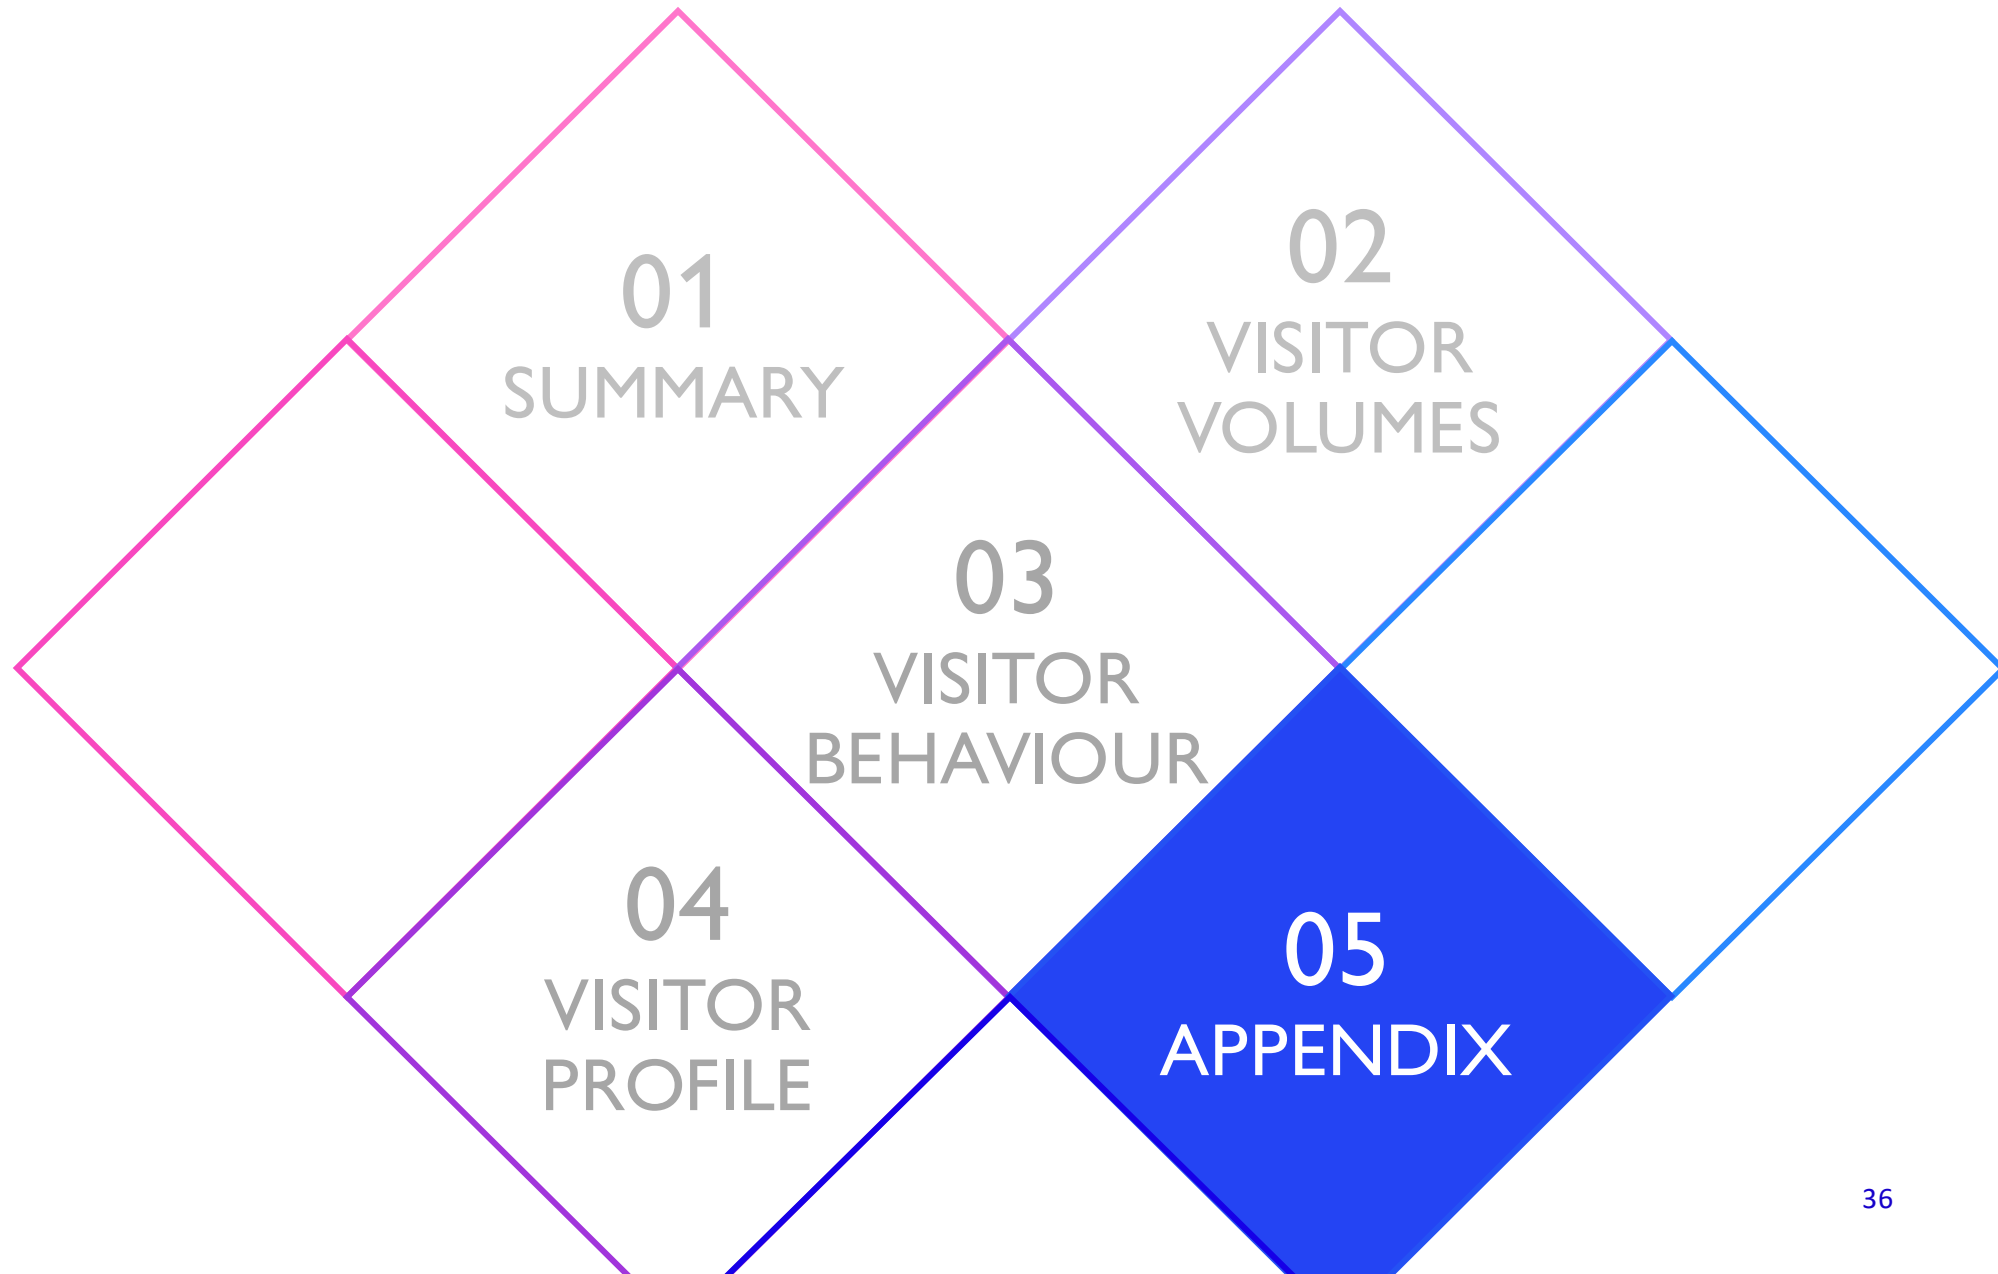 01
SUMMARY
02
VISITOR
VOLUMES
03
VISITOR
BEHAVIOUR
04
VISITOR
PROFILE
05
APPENDIX
36